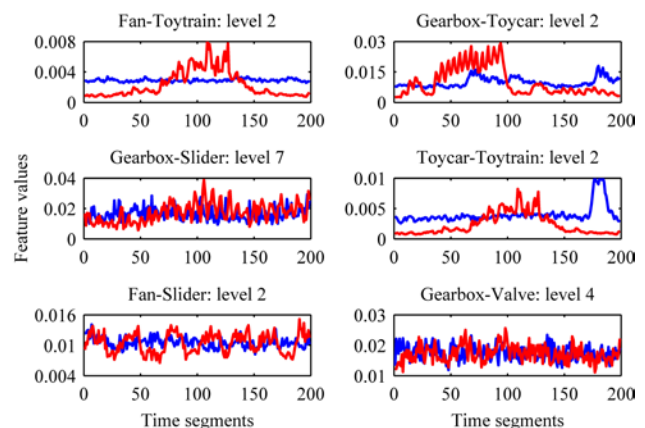 Fan-Toytrain: level 2
0.008
0.004
0
0 50 100 150 200
Gearbox-Toycar: level 2
0.03
0.015
0
0 50 100 150 200
Gearbox-Slider: level 7
0.04
0.02
0
0 50 100 150 200
Toycar-Toytrain: level 2
0.01
0.005
0
0 50 100 150 200
Fan-Slider: level 2
0.016
0.01
0.004
0 50 100 150 200
Gearbox-Valve: level 4
0.03
0.02
0.01
0 50 100 150 200
Feature values
Time segments
Time segments